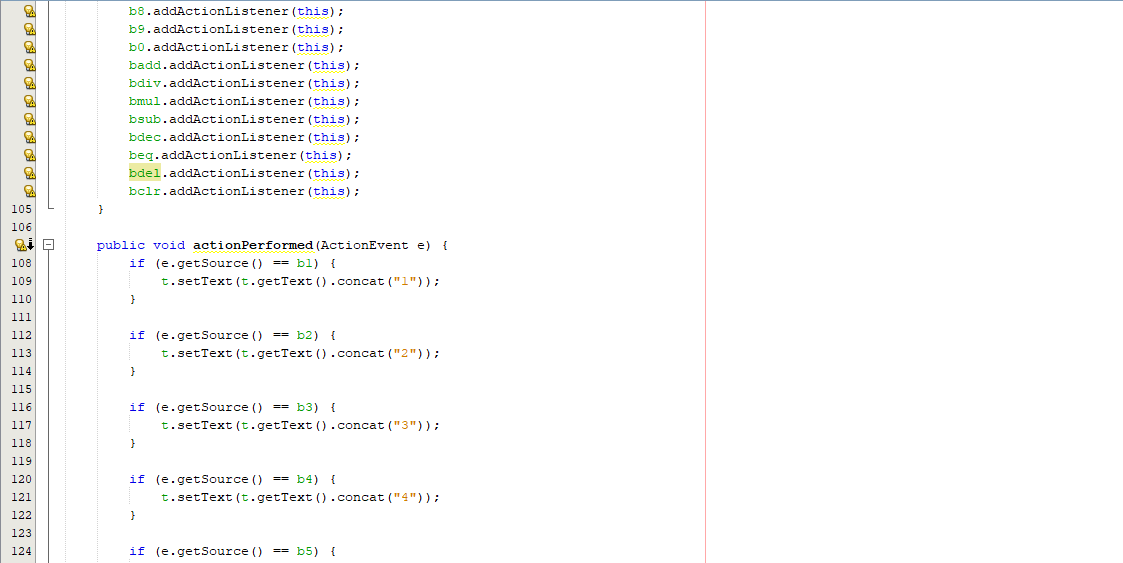 b8.addActionListener(this);
b9.addActionListener(this);
b0.addActionListener(this);
badd.addActionListener(this);
bdiv.addActionListener(this);
bmul.addActionListener(this);
bsub.addActionListener(this);
bdec.addActionListener(this);
beq.addActionListener(this);
bdel.addActionListener(this);
bclr.addActionListener(this);
105 }
106
public void actionPerformed(ActionEvent e) {
108 if (e.getSource() == b1) {
109 t.setText(t.getText().concat("1"));
110 }
111
112 if (e.getSource() == b2) {
113 t.setText(t.getText().concat("2"));
114 }
115
116 if (e.getSource() == b3) {
117 t.setText(t.getText().concat("3"));
118 }
119
120 if (e.getSource() == b4) {
121 t.setText(t.getText().concat("4"));
122 }
123
124 if (e.getSource() == b5) {